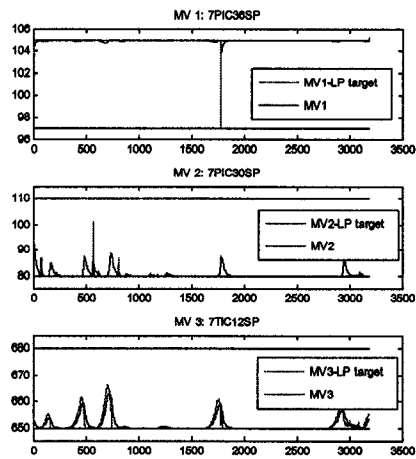 MV 1: 7PIC36SP
106
104
102
100
98
96
MV1-LP target
MV1
0 500 1000 1500 2000 2500 3000 3500
MV 2: 7PIC30SP
110
100
90
80
MV2-LP target
MV2
0 500 1000 1500 2000 2500 3000 3500
MV 3: 7TIC12SP
680
670
660
650
MV3-LP target
MV3
0 500 1000 1500 2000 2500 3000 3500